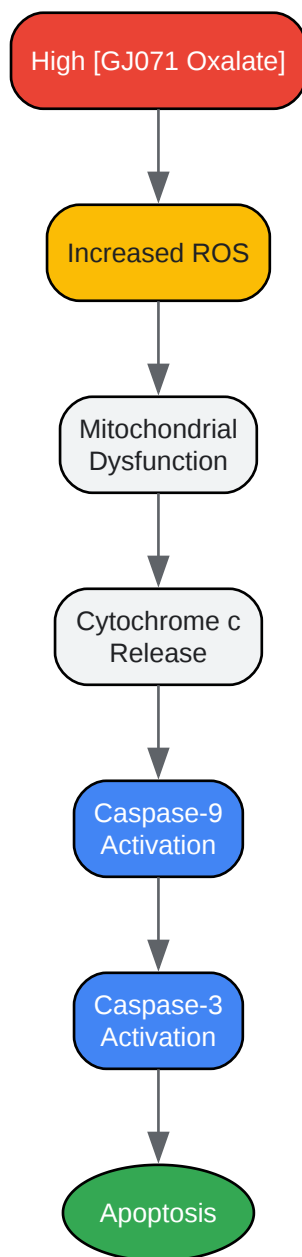 High [GJ071 Oxalate]
Increased ROS
Mitochondrial
Dysfunction
Cytochrome c
Release
Caspase-9
Activation
Caspase-3
Activation
Apoptosis